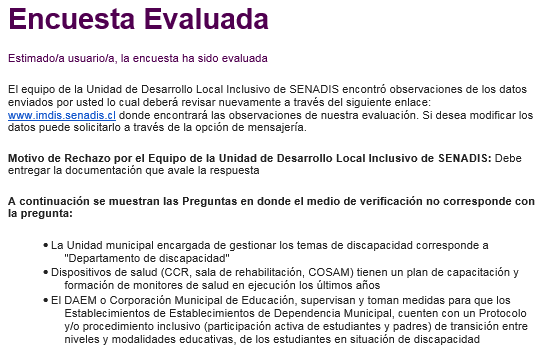 Encuesta Evaluada
Estimado/a usuario/a, la encuesta ha sido evaluada
El equipo de la Unidad de Desarrollo Local Inclusivo de SENADIS encontró observaciones de los datos
enviados por usted lo cual deberá revisar nuevamente a través del siguiente enlace:
www.imdis.senadis.cl donde encontrará las observaciones de nuestra evaluación. Si desea modificar los
datos puede solicitarlo a través de la opción de mensajería.
Motivo de Rechazo por el Equipo de la Unidad de Desarrollo Local Inclusivo de SENADIS: Debe
entregar la documentación que avale la respuesta
A continuación se muestran las Preguntas en donde el medio de verificación no corresponde con
la pregunta:
• La Unidad municipal encargada de gestionar los temas de discapacidad corresponde a
"Departamento de discapacidad"
• Dispositivos de salud (CCR, sala de rehabilitación, COSAM) tienen un plan de capacitación y
formación de monitores de salud en ejecución los últimos años
• El DAEM o Corporación Municipal de Educación, supervisan y toman medidas para que los
Establecimientos de Establecimientos de Dependencia Municipal, cuenten con un Protocolo
y/o procedimiento inclusivo (participación activa de estudiantes y padres) de transición entre
niveles y modalidades educativas, de los estudiantes en situación de discapacidad